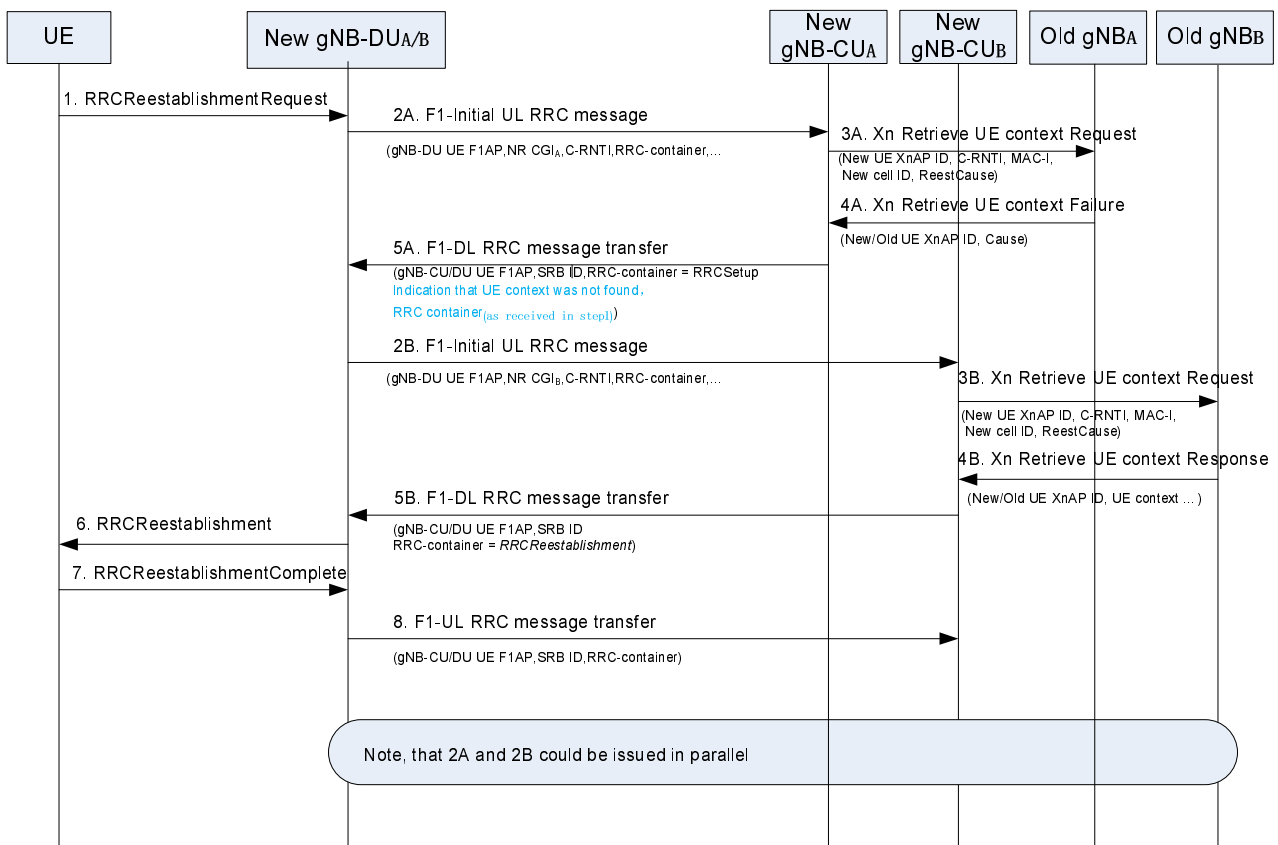 UE
New gNB-DUA/B
New
gNB-CUA
New
gNB-CUB
Old gNBA
Old gNBB
1. RRCReestablishmentRequest
2A. F1-Initial UL RRC message
(gNB-DU UE F1AP,NR CGIA,C-RNTI,RRC-container,...
3A. Xn Retrieve UE context Request
(New UE XnAP ID, C-RNTI, MAC-I,
New cell ID, ReestCause)
4A. Xn Retrieve UE context Failure
(New/Old UE XnAP ID, Cause)
5A. F1-DL RRC message transfer
(gNB-CU/DU UE F1AP,SRB ID,RRC-container = RRCSetup
Indication that UE context was not found,
RRC container(as received in step1))
2B. F1-Initial UL RRC message
(gNB-DU UE F1AP,NR CGIB,C-RNTI,RRC-container,...
3B. Xn Retrieve UE context Request
(New UE XnAP ID, C-RNTI, MAC-I,
New cell ID, ReestCause)
4B. Xn Retrieve UE context Response
(New/Old UE XnAP ID, UE context ... )
5B. F1-DL RRC message transfer
(gNB-CU/DU UE F1AP,SRB ID
RRC-container = RRCReestablishment)
6. RRCReestablishment
7. RRCReestablishmentComplete
8. F1-UL RRC message transfer
(gNB-CU/DU UE F1AP,SRB ID,RRC-container)
Note, that 2A and 2B could be issued in parallel